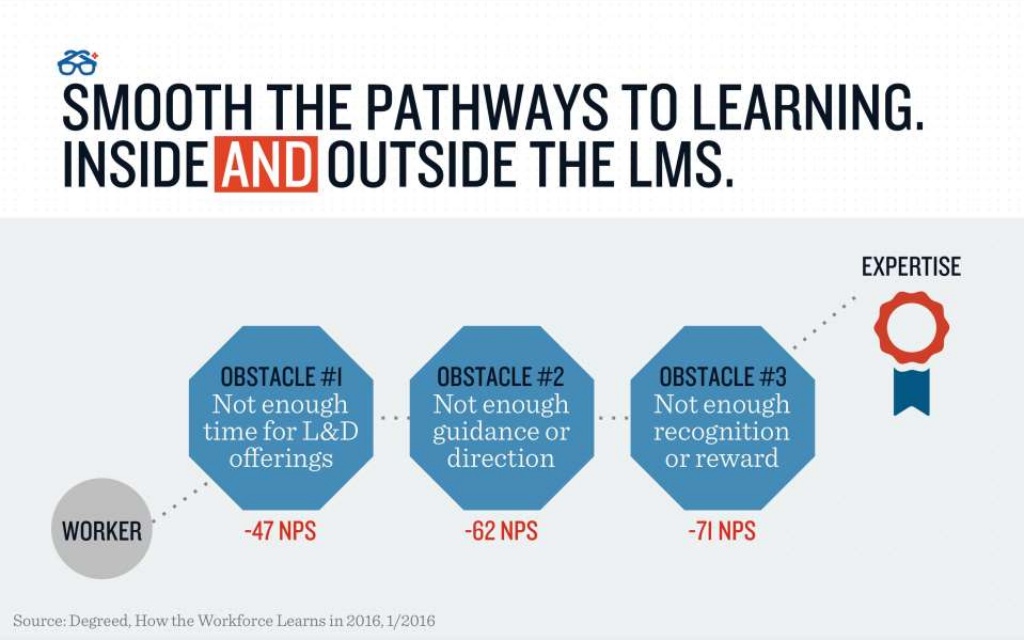 SMOOTH THE PATHWAYS TO LEARNING.
INSIDE AND OUTSIDE THE LMS.
EXPERTISE
OBSTACLE #1
Not enough
time for L&D
offerings
-47 NPS
OBSTACLE #2
Not enough
guidance or
direction
-62 NPS
OBSTACLE #3
Not enough
recognition
or reward
-71 NPS
WORKER
Source: Degreed, How the Workforce Learns in 2016, 1/2016